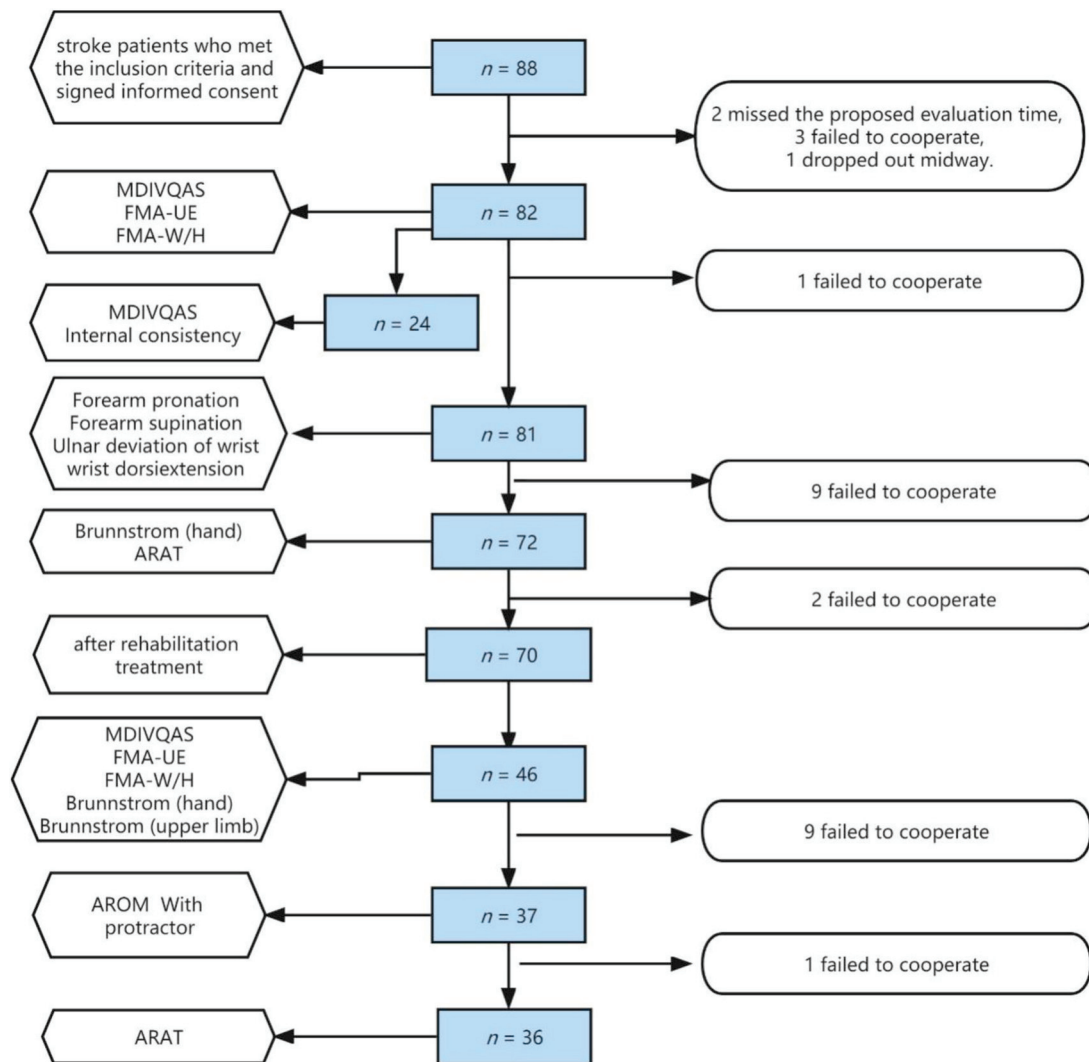 stroke patients who met
the inclusion criteria and
signed informed consent
n = 88
2 missed the proposed evaluation time,
3 failed to cooperate,
1 dropped out midway.
MDIVQAS
FMA-UE
FMA-W/H
n = 82
1 failed to cooperate
MDIVQAS
Internal consistency
n = 24
Forearm pronation
Forearm supination
Ulnar deviation of wrist
wrist dorsiextension
n = 81
9 failed to cooperate
Brunnstrom (hand)
ARAT
n = 72
2 failed to cooperate
after rehabilitation
treatment
n = 70
MDIVQAS
FMA-UE
FMA-W/H
Brunnstrom (hand)
Brunnstrom (upper limb)
n = 46
9 failed to cooperate
AROM With
protractor
n = 37
1 failed to cooperate
ARAT
n = 36